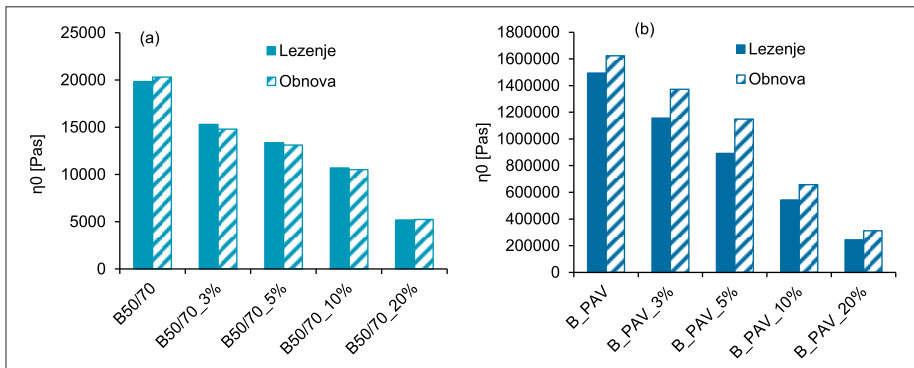 (a)
Lezenje
Obnova
η0 [Pas]
25000
20000
15000
10000
5000
0
B50/70
B50/70_3%
B50/70_5%
B50/70_10%
B50/70_20%
(b)
Lezenje
Obnova
η0 [Pas]
1800000
1600000
1400000
1200000
1000000
800000
600000
400000
200000
0
B_PAV
B_PAV_3%
B_PAV_5%
B_PAV_10%
B_PAV_20%